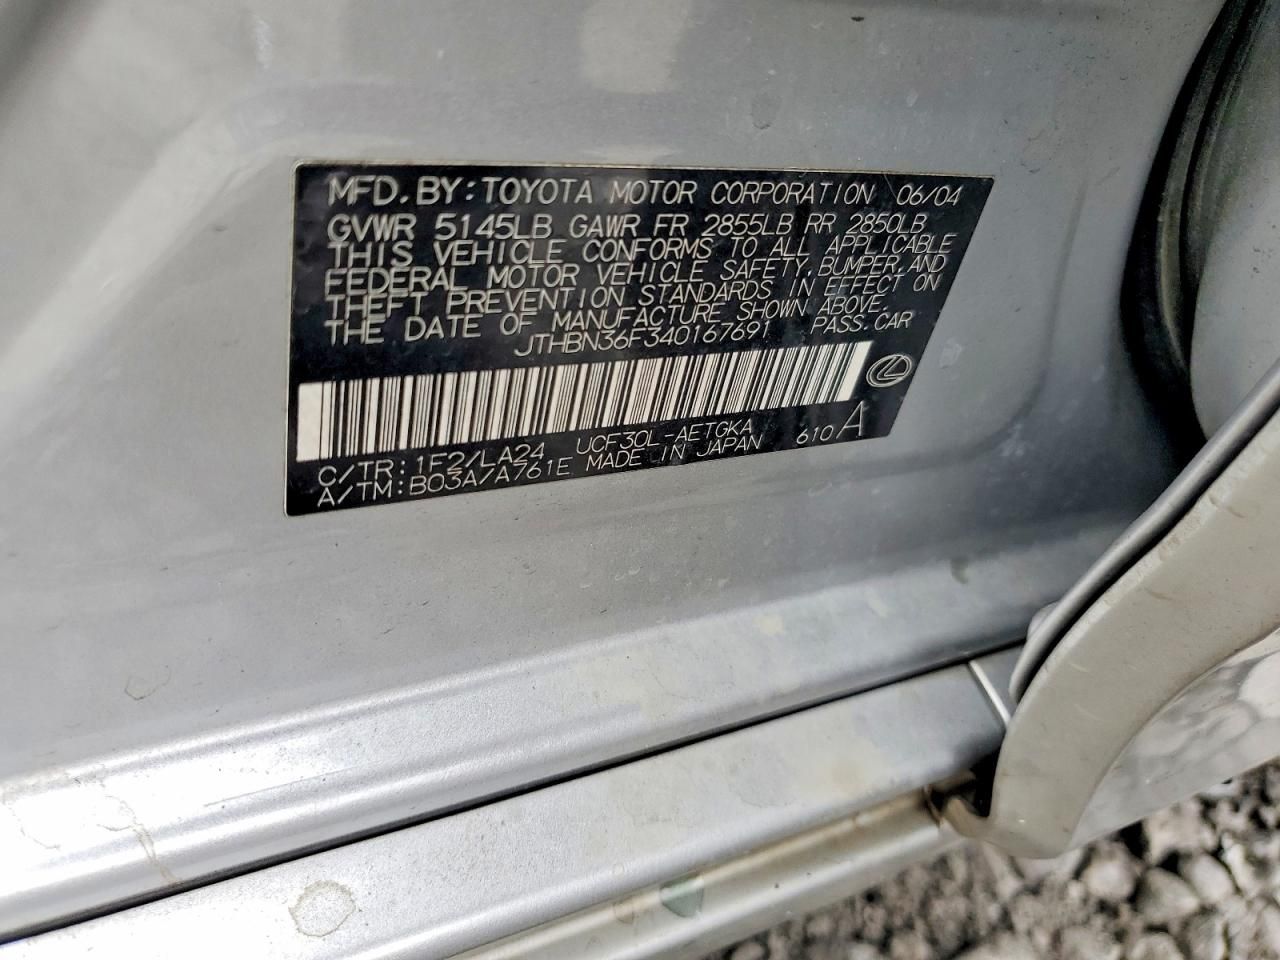 MFD. BY: TOYOTA MOTOR CORPORATION 06/04
GVWR 5145LB GAWR FR 2855LB RR 2850LB
THIS VEHICLE CONFORMS TO ALL APPLICABLE
FEDERAL MOTOR VEHICLE SAFETY, BUMPER, AND
THEFT PREVENTION STANDARDS IN EFFECT ON
THE DATE OF MANUFACTURE SHOWN ABOVE.
JTHBN36F340167691 PASS. CAR
C/TR: 1F2/LA24 UCF30L-AETGKA 610 A
A/TM: B03A/A761E MADE IN JAPAN